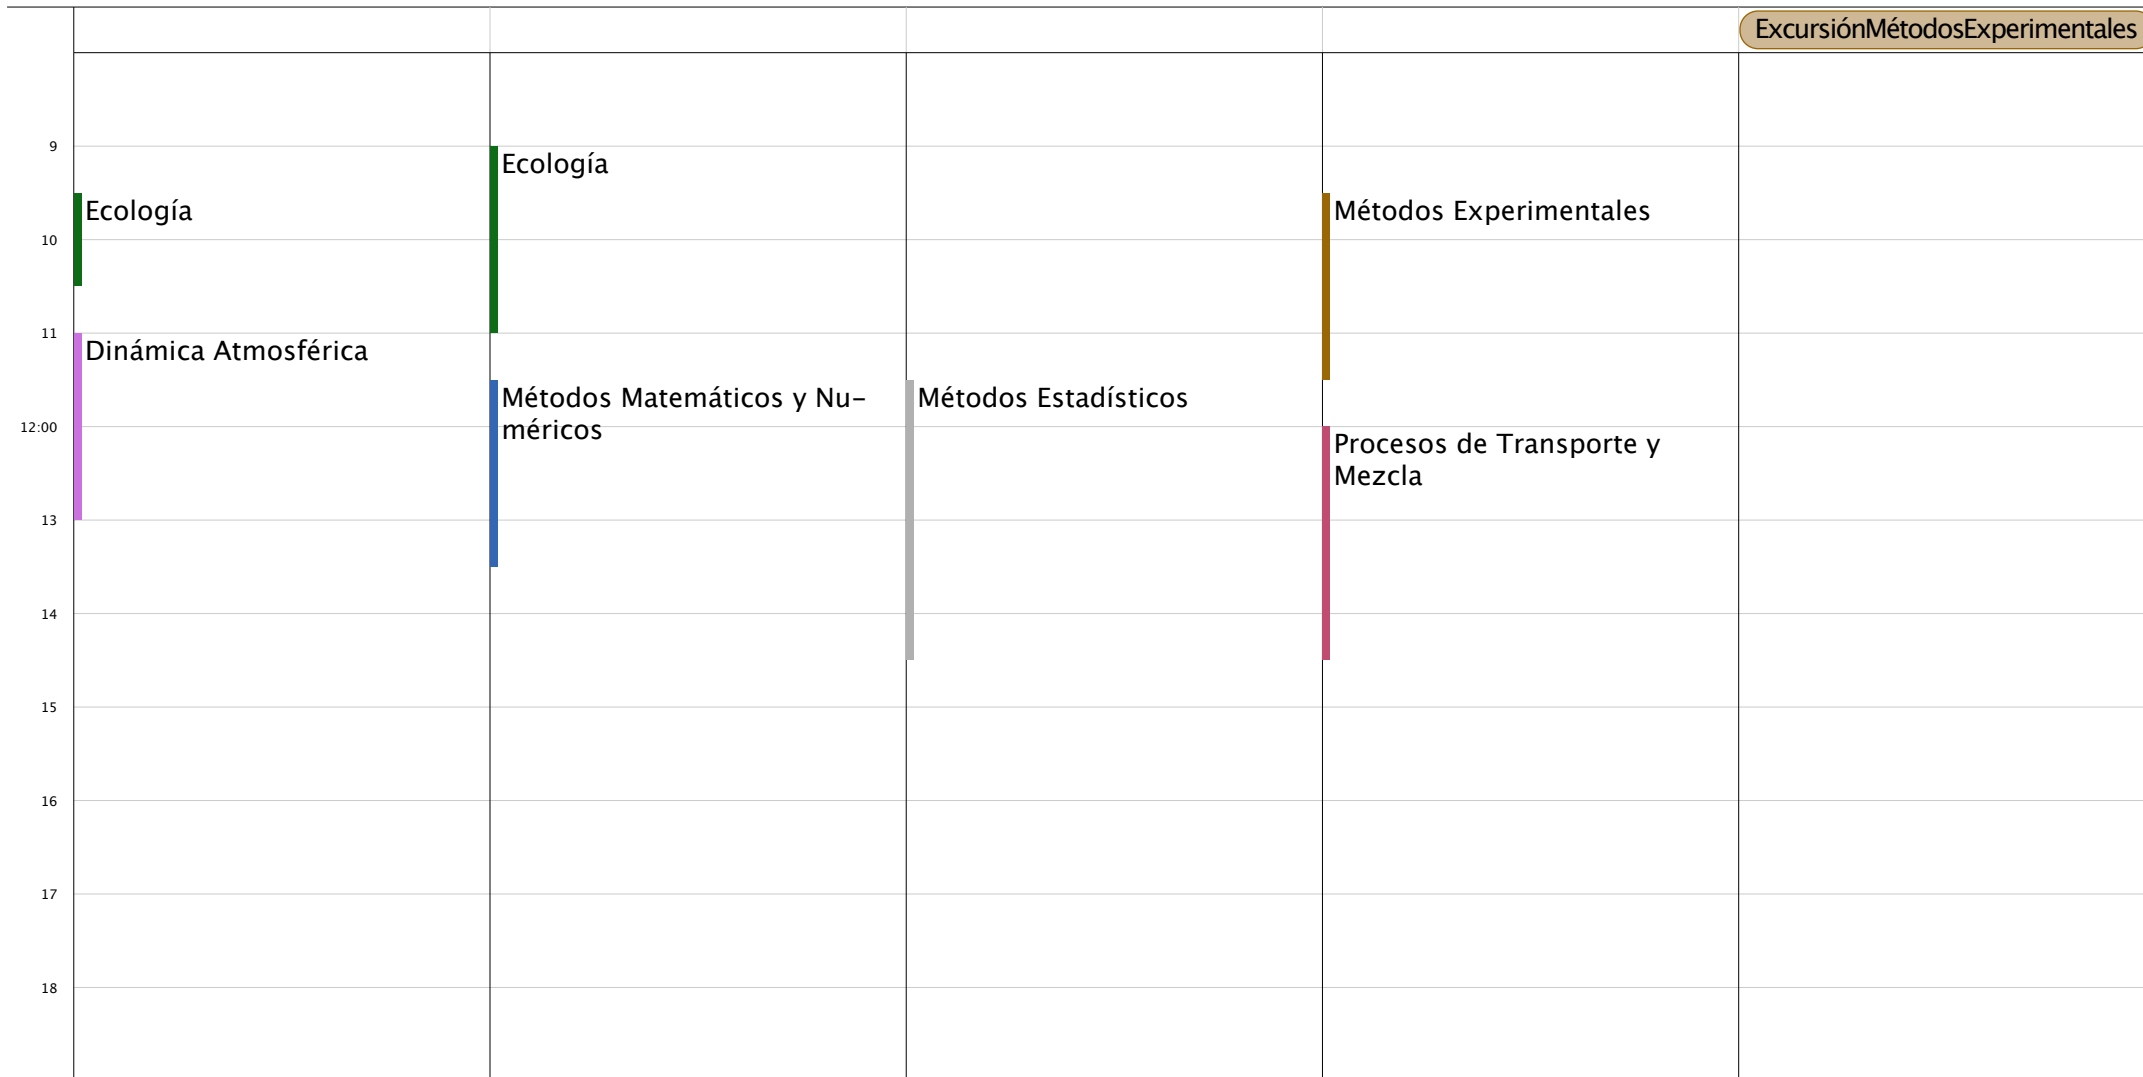 ExcursiónMétodosExperimentales
9
Ecología
Ecología
Métodos Experimentales
10
11
Dinámica Atmosférica
Métodos Matemáticos y Nu-
méricos
Métodos Estadísticos
12:00
Procesos de Transporte y
Mezcla
13
14
15
16
17
18